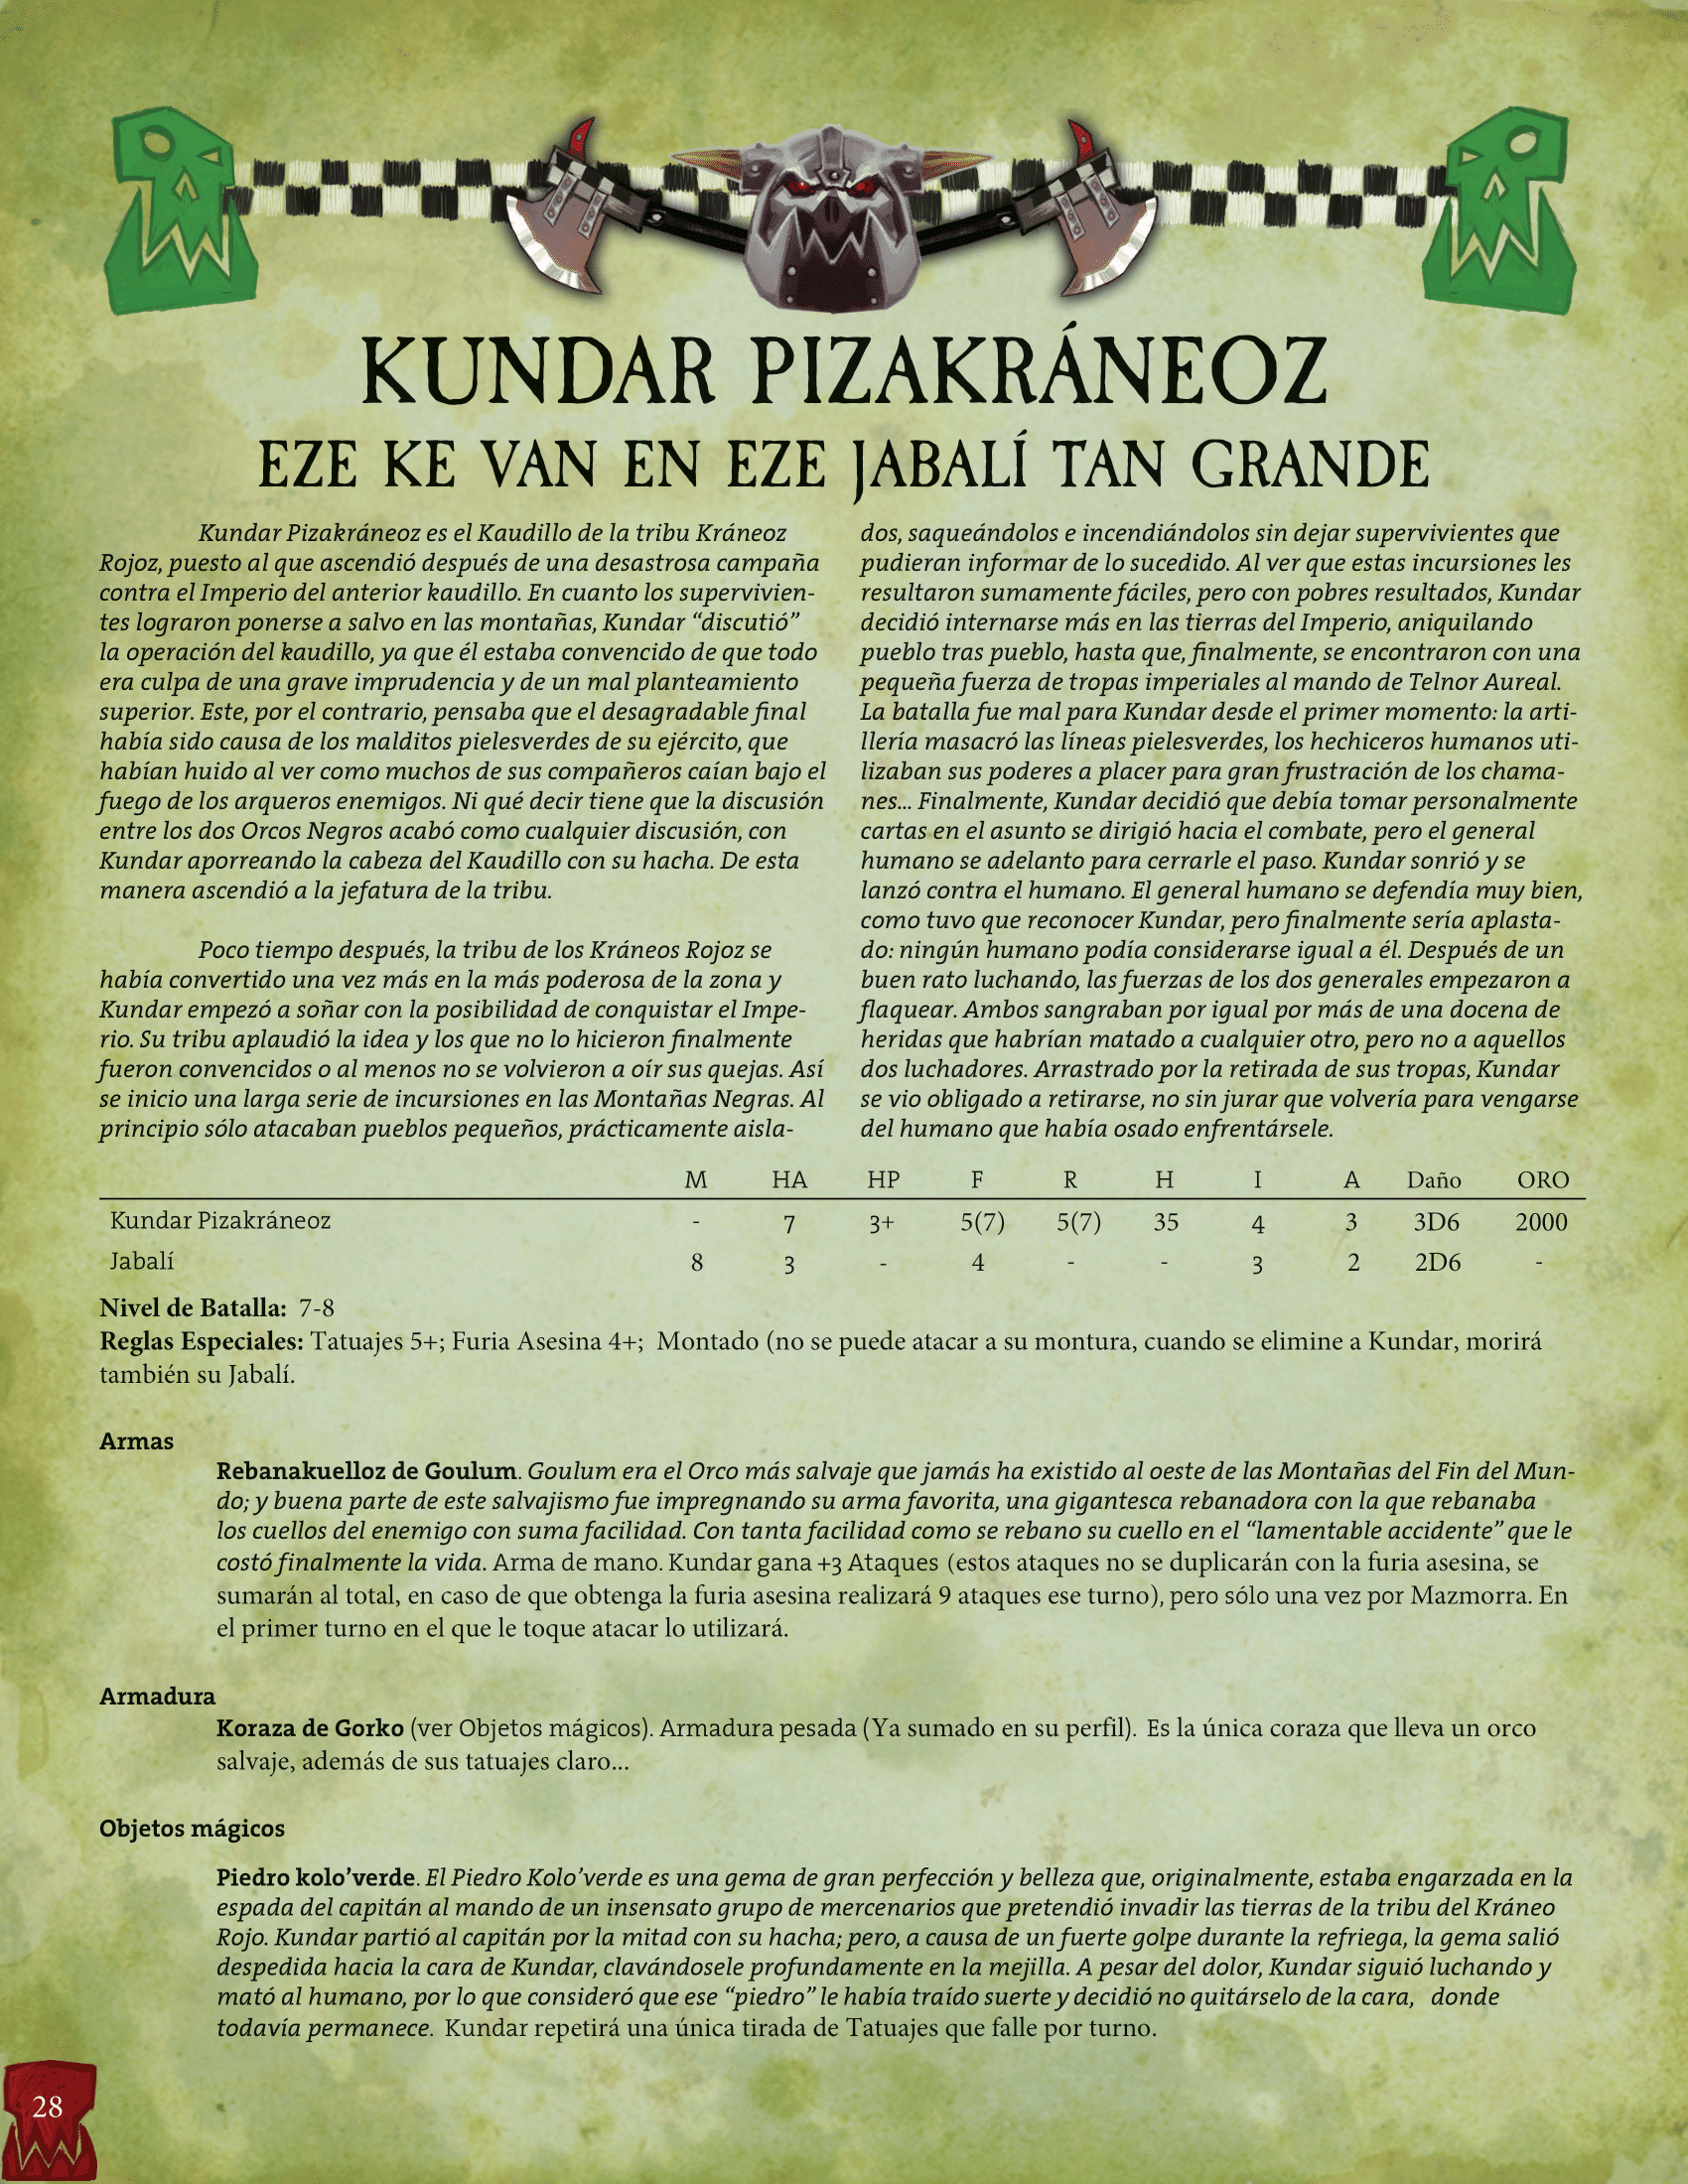 KUNDAR PIZAKRÁNEOZ
EZE KE VAN EN EZE JABALÍ TAN GRANDE
Kundar Pizakráneoz es el Kaudillo de la tribu Kráneoz
Rojoz, puesto al que ascendió después de una desastrosa campaña
contra el Imperio del anterior kaudillo. En cuanto los supervivien-
tes lograron ponerse a salvo en las montañas, Kundar “discutió”
la operación del kaudillo, ya que él estaba convencido de que todo
era culpa de una grave imprudencia y de un mal planteamiento
superior. Este, por el contrario, pensaba que el desagradable final
había sido causa de los malditos pielesverdes de su ejército, que
habían huido al ver como muchos de sus compañeros caían bajo el
fuego de los arqueros enemigos. Ni qué decir tiene que la discusión
entre los dos Orcos Negros acabó como cualquier discusión, con
Kundar aporreando la cabeza del Kaudillo con su hacha. De esta
manera ascendió a la jefatura de la tribu.
Poco tiempo después, la tribu de los Kráneos Rojoz se
había convertido una vez más en la más poderosa de la zona y
Kundar empezó a soñar con la posibilidad de conquistar el Impe-
rio. Su tribu aplaudió la idea y los que no lo hicieron finalmente
fueron convencidos o al menos no se volvieron a oír sus quejas. Así
se inicio una larga serie de incursiones en las Montañas Negras. Al
principio sólo atacaban pueblos pequeños, prácticamente aisla-
dos, saqueándolos e incendiándolos sin dejar supervivientes que
pudieran informar de lo sucedido. Al ver que estas incursiones les
resultaron sumamente fáciles, pero con pobres resultados, Kundar
decidió internarse más en las tierras del Imperio, aniquilando
pueblo tras pueblo, hasta que, finalmente, se encontraron con una
pequeña fuerza de tropas imperiales al mando de Telnor Aureal.
La batalla fue mal para Kundar desde el primer momento: la arti-
llería masacró las líneas pielesverdes, los hechiceros humanos uti-
lizaban sus poderes a placer para gran frustración de los chama-
nes... Finalmente, Kundar decidió que debía tomar personalmente
cartas en el asunto se dirigió hacia el combate, pero el general
humano se adelanto para cerrarle el paso. Kundar sonrió y se
lanzó contra el humano. El general humano se defendía muy bien,
como tuvo que reconocer Kundar, pero finalmente sería aplasta-
do: ningún humano podía considerarse igual a él. Después de un
buen rato luchando, las fuerzas de los dos generales empezaron a
flaquear. Ambos sangraban por igual por más de una docena de
heridas que habrían matado a cualquier otro, pero no a aquellos
dos luchadores. Arrastrado por la retirada de sus tropas, Kundar
se vio obligado a retirarse, no sin jurar que volvería para vengarse
del humano que había osado enfrentársele.
M HA HP F R H I A Daño ORO
Kundar Pizakráneoz - 7 3+ 5(7) 5(7) 35 4 3 3D6 2000
Jabalí 8 3 - 4 - - 3 2 2D6 -
Nivel de Batalla: 7-8
Reglas Especiales: Tatuajes 5+; Furia Asesina 4+; Montado (no se puede atacar a su montura, cuando se elimine a Kundar, morirá
también su Jabalí.
Armas
Rebanakuelloz de Goulum. Goulum era el Orco más salvaje que jamás ha existido al oeste de las Montañas del Fin del Mun-
do; y buena parte de este salvajismo fue impregnando su arma favorita, una gigantesca rebanadora con la que rebanaba
los cuellos del enemigo con suma facilidad. Con tanta facilidad como se rebano su cuello en el “lamentable accidente” que le
costó finalmente la vida. Arma de mano. Kundar gana +3 Ataques (estos ataques no se duplicarán con la furia asesina, se
sumarán al total, en caso de que obtenga la furia asesina realizará 9 ataques ese turno), pero sólo una vez por Mazmorra. En
el primer turno en el que le toque atacar lo utilizará.
Armadura
Koraza de Gorko (ver Objetos mágicos). Armadura pesada (Ya sumado en su perfil). Es la única coraza que lleva un orco
salvaje, además de sus tatuajes claro...
Objetos mágicos
Piedro kolo’verde. El Piedro Kolo’verde es una gema de gran perfección y belleza que, originalmente, estaba engarzada en la
espada del capitán al mando de un insensato grupo de mercenarios que pretendió invadir las tierras de la tribu del Kráneo
Rojo. Kundar partió al capitán por la mitad con su hacha; pero, a causa de un fuerte golpe durante la refriega, la gema salió
despedida hacia la cara de Kundar, clavándosele profundamente en la mejilla. A pesar del dolor, Kundar siguió luchando y
mató al humano, por lo que consideró que ese “piedro” le había traído suerte y decidió no quitárselo de la cara, donde
todavía permanece. Kundar repetirá una única tirada de Tatuajes que falle por turno.
28